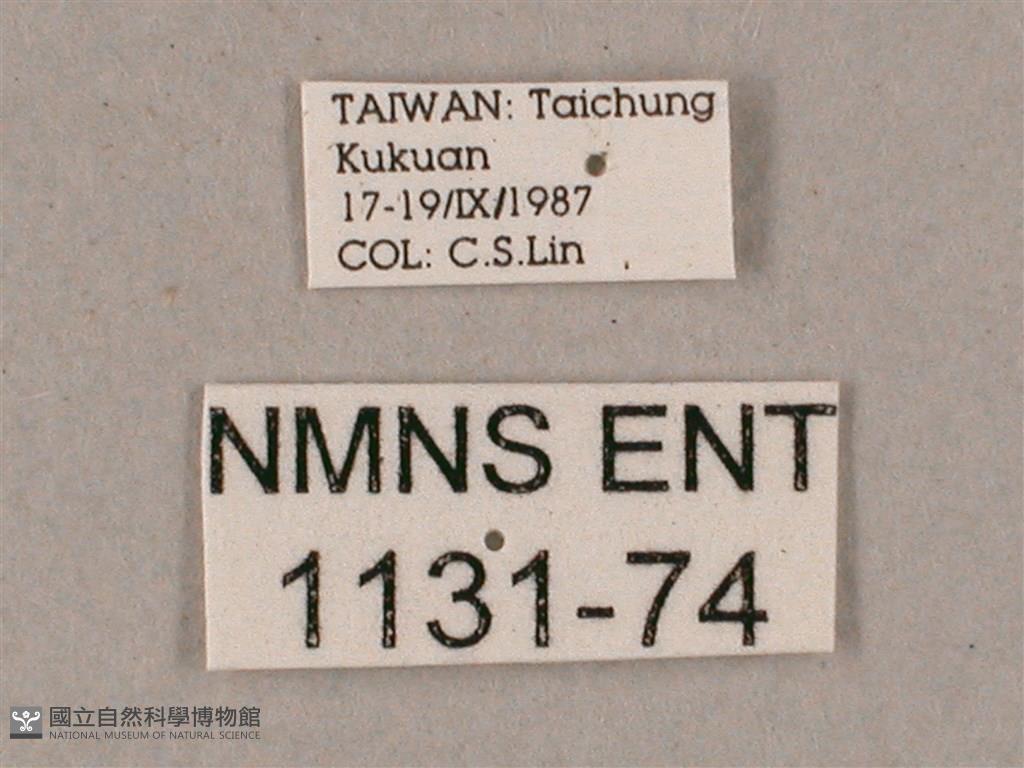 TAIWAN: Taichung
Kukuan
17-19/IX/1987
COL: C.S.Lin
NMNS ENT
1131-74
國立自然科學博物館
NATIONAL MUSEUM OF NATURAL SCIENCE